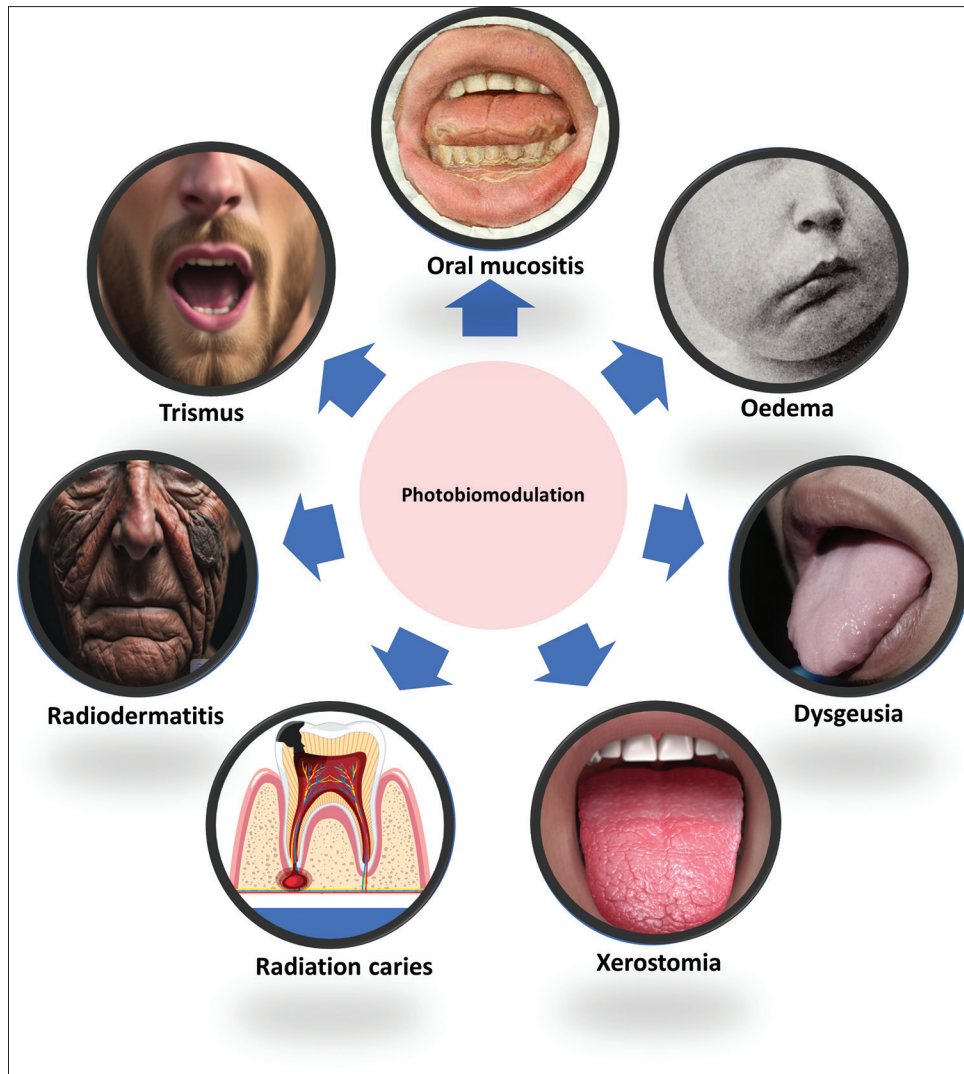 Oral mucositis
Trismus
Oedema
Photobiomodulation
Radiodermatitis
Dysgeusia
Radiation caries
Xerostomia